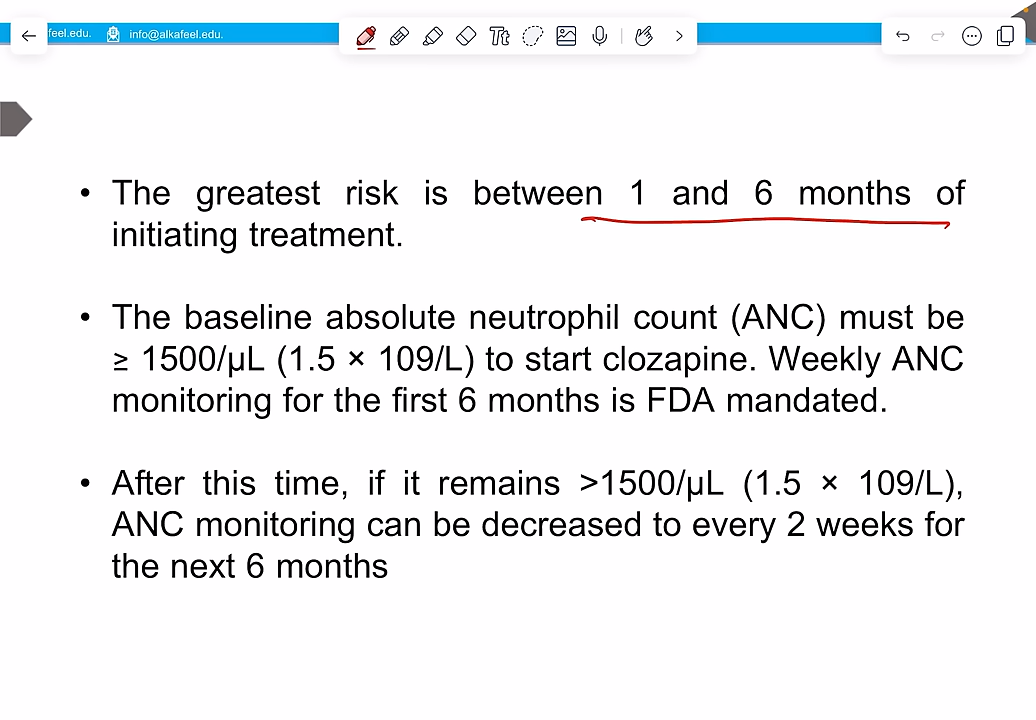 feel.edu. info@alkafeel.edu.
Tt
• The greatest risk is between 1 and 6 months of
initiating treatment.
• The baseline absolute neutrophil count (ANC) must be
≥ 1500/μL (1.5 × 109/L) to start clozapine. Weekly ANC
monitoring for the first 6 months is FDA mandated.
• After this time, if it remains >1500/μL (1.5 × 109/L),
ANC monitoring can be decreased to every 2 weeks for
the next 6 months